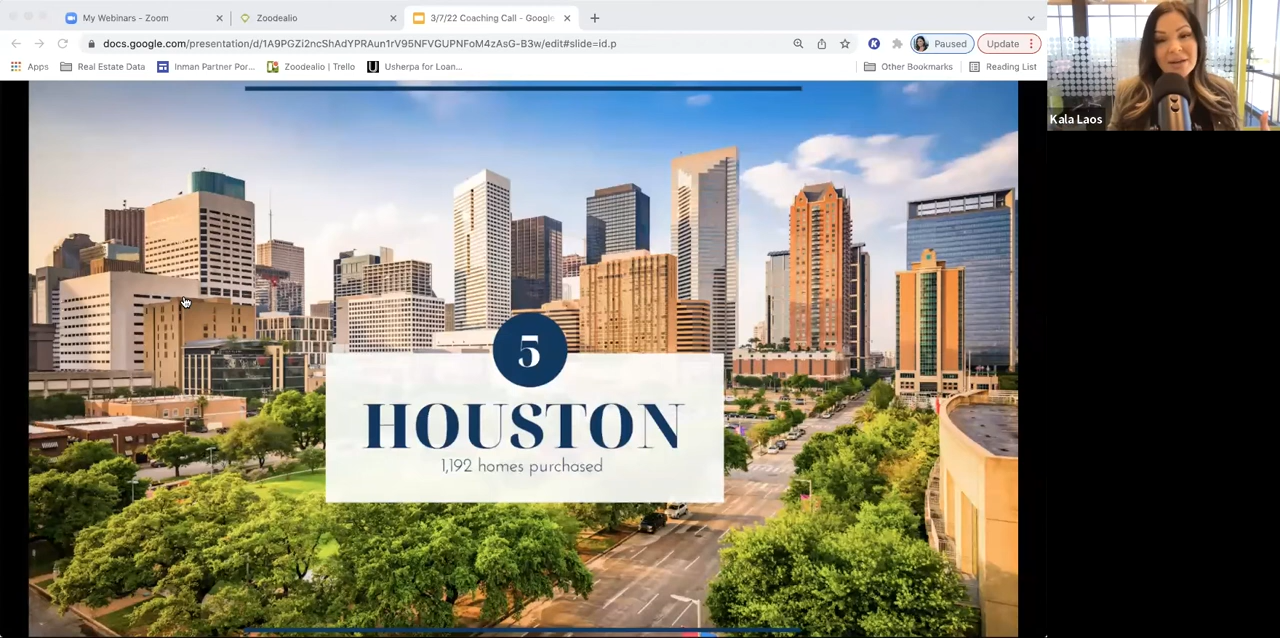 My Webinars - Zoom
Zoodealio
3/7/22 Coaching Call - Google
docs.google.com/presentation/d/1A9PGZi2ncShAdYPRAun1rV95NFVGUPNFoM4zAsG-B3w/edit#slide=id.p
Paused
Update
Apps
Real Estate Data
Inman Partner Por...
Zoodealio | Trello
Usherpa for Loan...
Other Bookmarks
Reading List
Kala Laos
5
HOUSTON
1,192 homes purchased